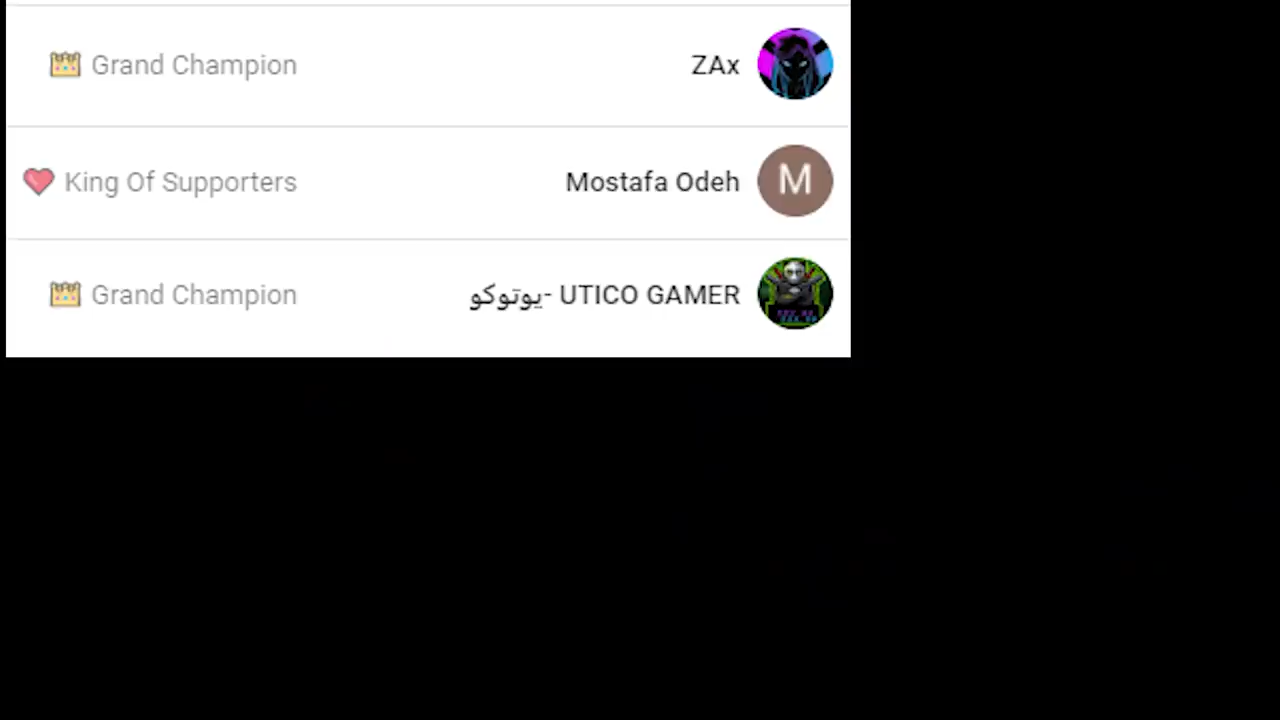 👑 Grand Champion ZAx
❤️ King Of Supporters Mostafa Odeh M
👑 Grand Champion يوتوكو- UTICO GAMER